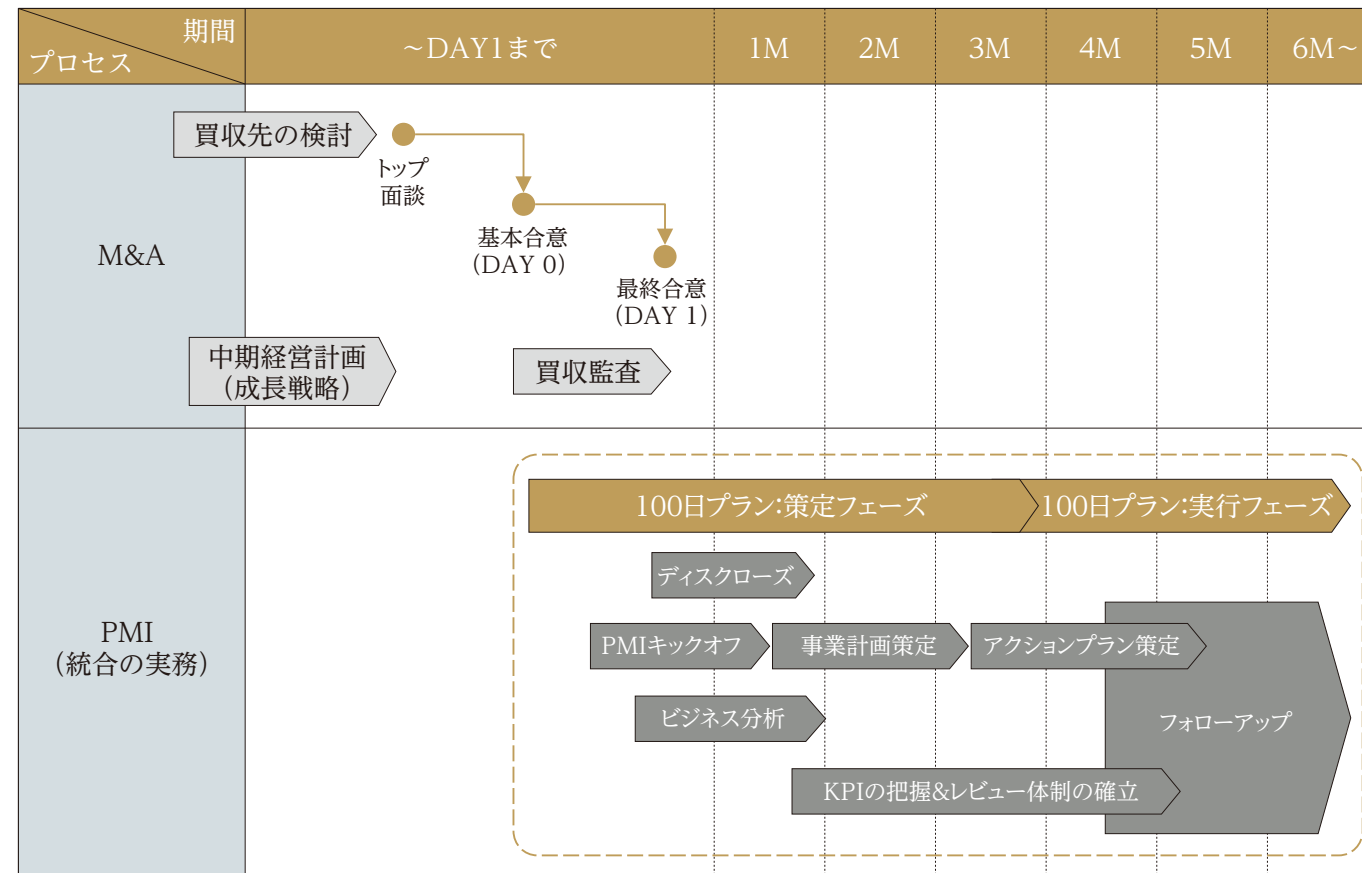 期間
プロセス
～DAY1まで
1M
2M
3M
4M
5M
6M～
M&A
買収先の検討
トップ
面談
基本合意
(DAY 0)
最終合意
(DAY 1)
中期経営計画
(成長戦略)
買収監査
PMI
(統合の実務)
100日プラン:策定フェーズ
100日プラン:実行フェーズ
ディスクローズ
PMIキックオフ
事業計画策定
アクションプラン策定
ビジネス分析
フォローアップ
KPIの把握&レビュー体制の確立